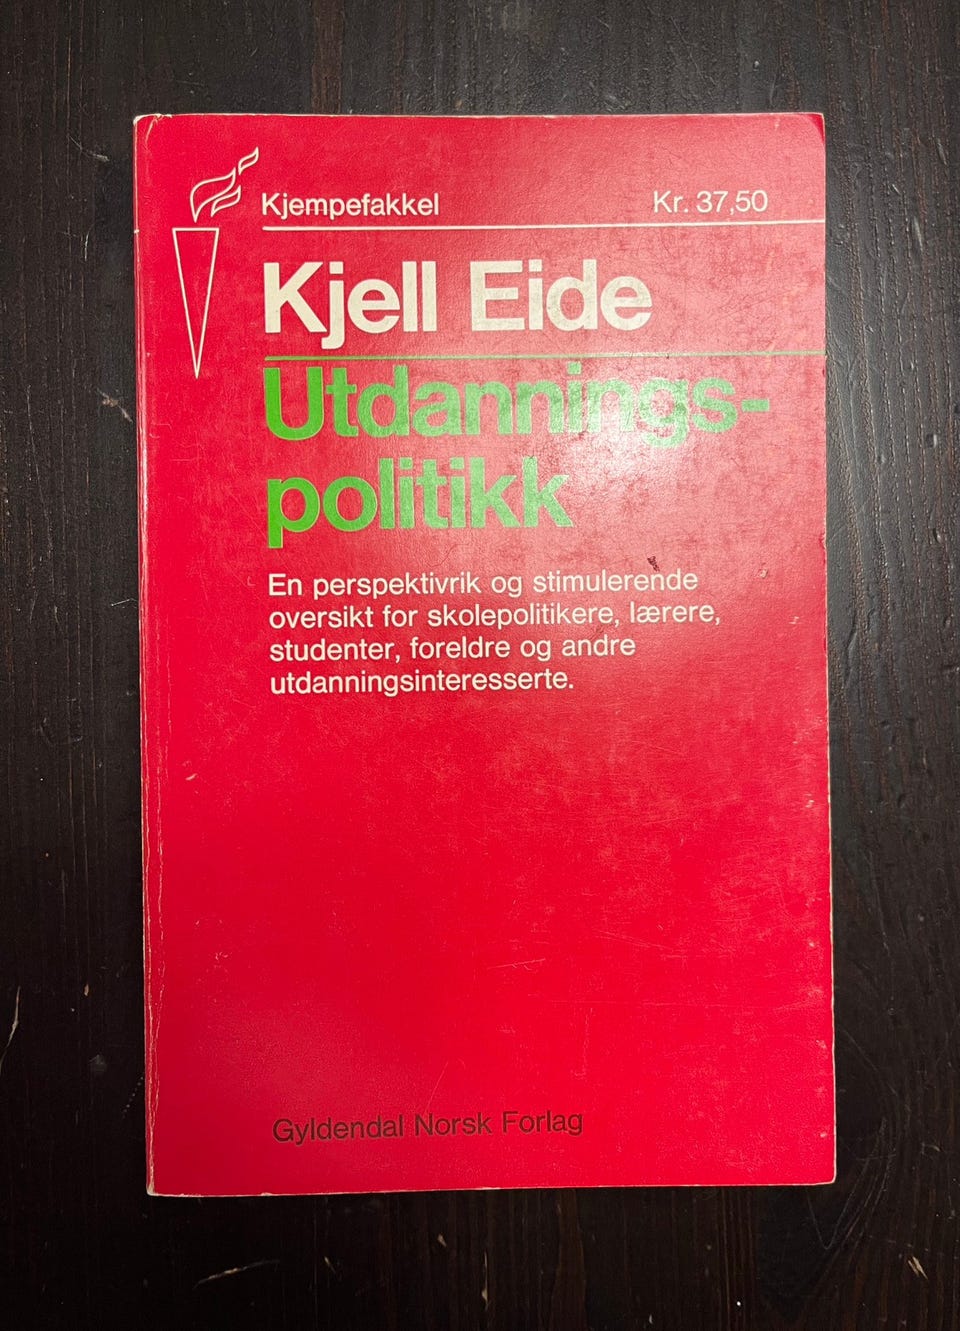 Kjempefakkel Kr. 37,50
Kjell Eide
Utdannings-
politikk
En perspektivrik og stimulerende
oversikt for skolepolitikere, lærere,
studenter, foreldre og andre
utdanningsinteresserte.
Gyldendal Norsk Forlag